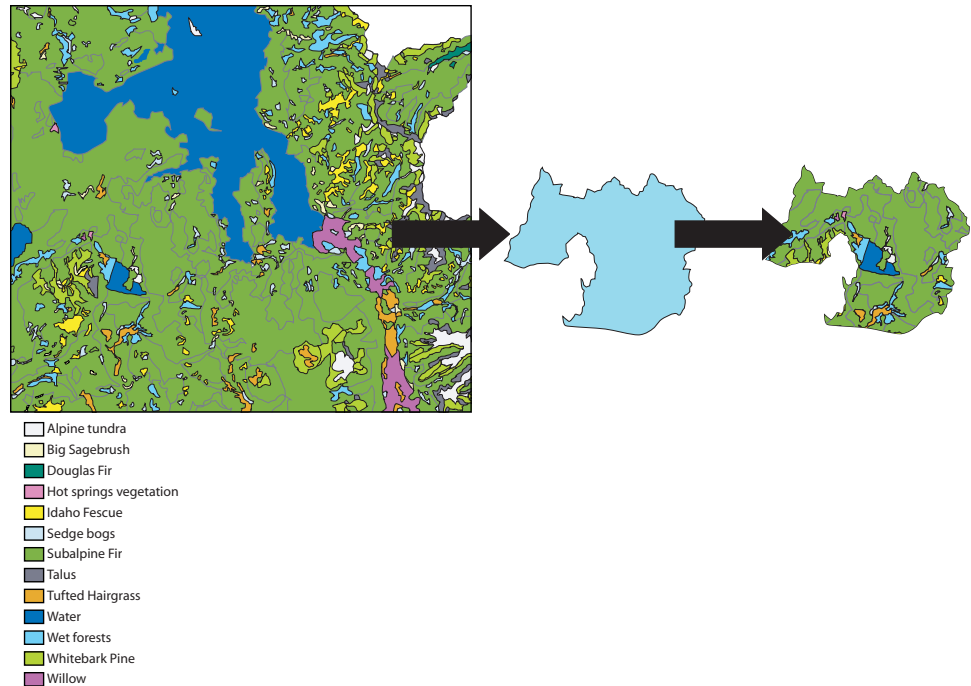 Alpine tundra
Big Sagebrush
Douglas Fir
Hot springs vegetation
Idaho Fescue
Sedge bogs
Subalpine Fir
Talus
Tufted Hairgrass
Water
Wet forests
Whitebark Pine
Willow